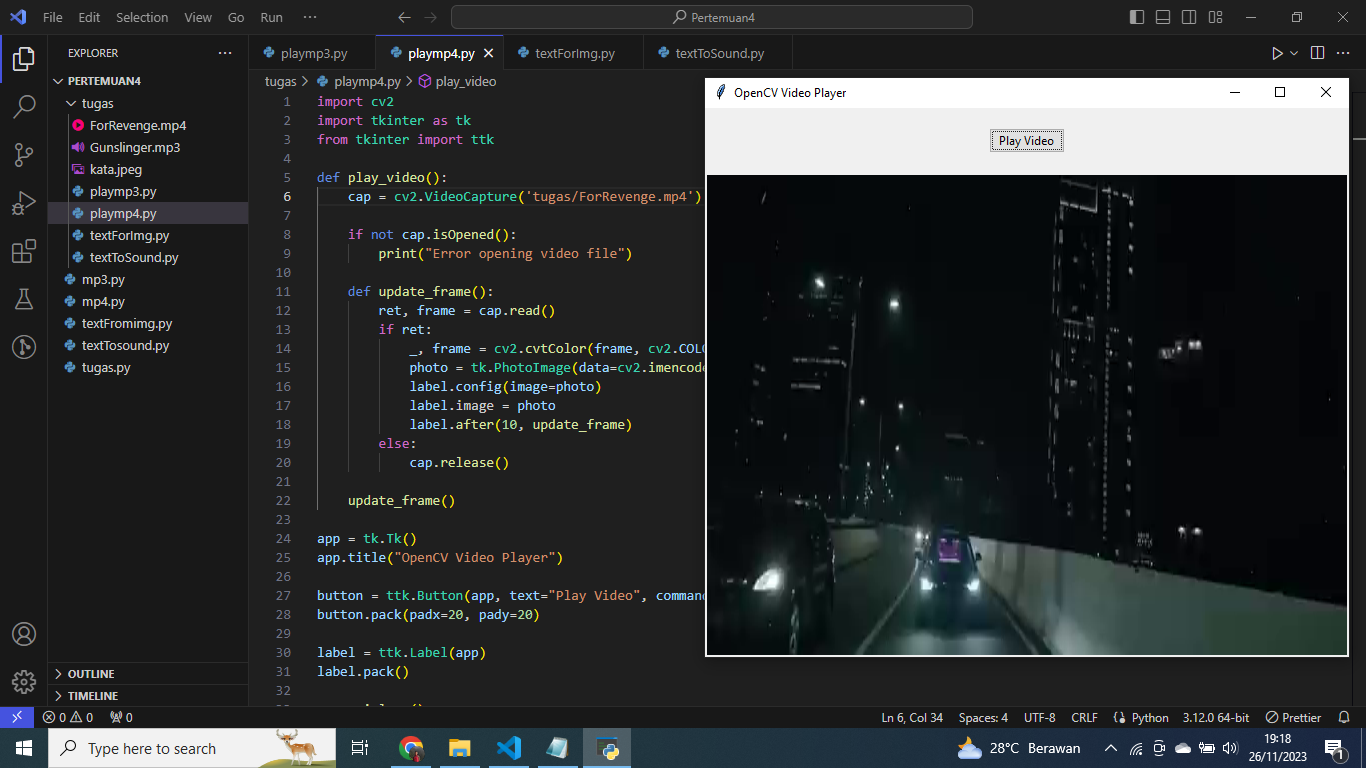 File Edit Selection View Go Run ···
Pertemuan4
EXPLORER
PERTEMUAN4
tugas
ForRevenge.mp4
Gunslinger.mp3
kata.jpeg
playmp3.py
playmp4.py
textForImg.py
textToSound.py
mp3.py
mp4.py
textFromimg.py
textTosound.py
tugas.py
OUTLINE
TIMELINE
playmp3.py playmp4.py textForImg.py textToSound.py
tugas > playmp4.py > play_video
1 import cv2
2 import tkinter as tk
3 from tkinter import ttk
4
5 def play_video():
6 cap = cv2.VideoCapture('tugas/ForRevenge.mp4')
7
8 if not cap.isOpened():
9 print("Error opening video file")
10
11 def update_frame():
12 ret, frame = cap.read()
13 if ret:
14 _, frame = cv2.cvtColor(frame, cv2.COL
15 photo = tk.PhotoImage(data=cv2.imencode
16 label.config(image=photo)
17 label.image = photo
18 label.after(10, update_frame)
19 else:
20 cap.release()
21
22 update_frame()
23
24 app = tk.Tk()
25 app.title("OpenCV Video Player")
26
27 button = ttk.Button(app, text="Play Video", comman
28 button.pack(padx=20, pady=20)
29
30 label = ttk.Label(app)
31 label.pack()
32
OpenCV Video Player
Play Video
0 0 0
Ln 6, Col 34 Spaces: 4 UTF-8 CRLF Python 3.12.0 64-bit Prettier
Type here to search
28°C Berawan
19:18
26/11/2023
1